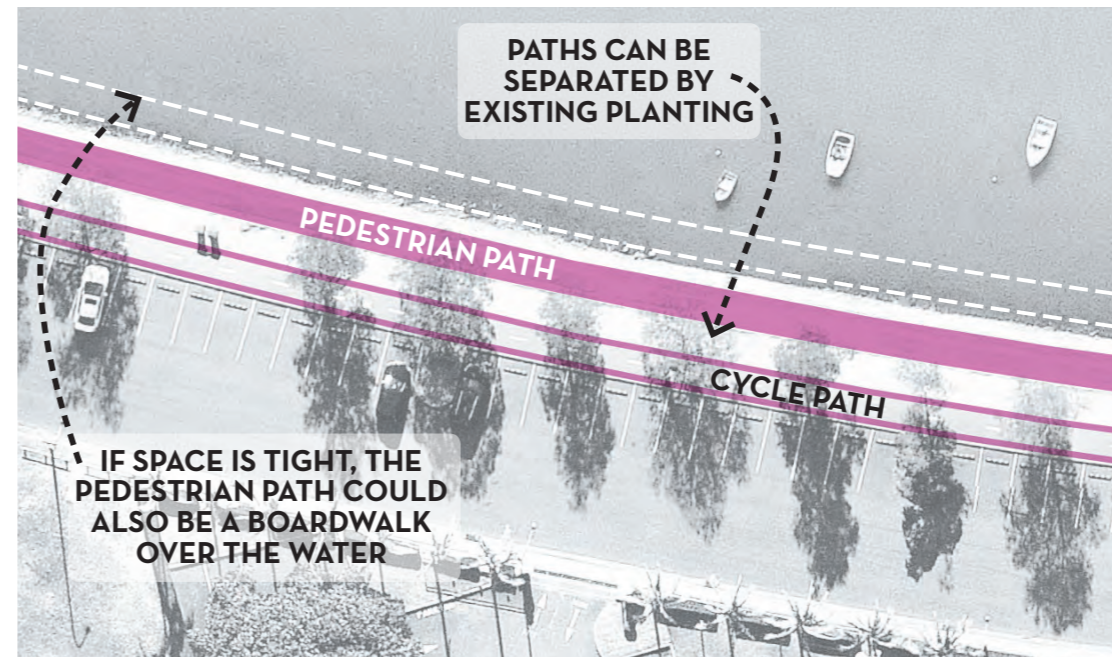 PATHS CAN BE
SEPARATED BY
EXISTING PLANTING
PEDESTRIAN PATH
CYCLE PATH
IF SPACE IS TIGHT, THE
PEDESTRIAN PATH COULD
ALSO BE A BOARDWALK
OVER THE WATER